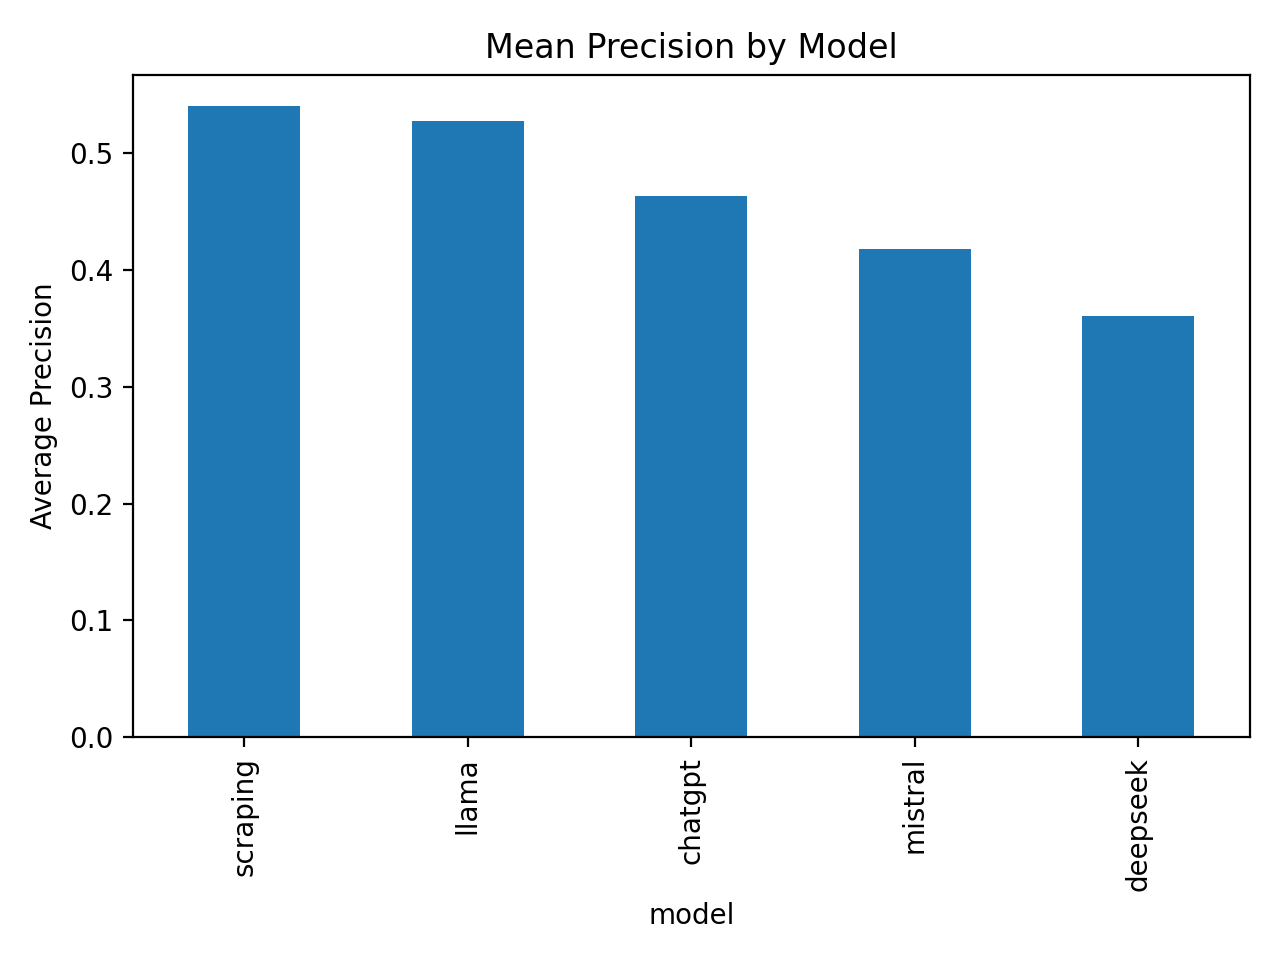 Mean Precision by Model
Average Precision
0.5
0.4
0.3
0.2
0.1
0.0
scraping
llama
chatgpt
mistral
deepseek
model